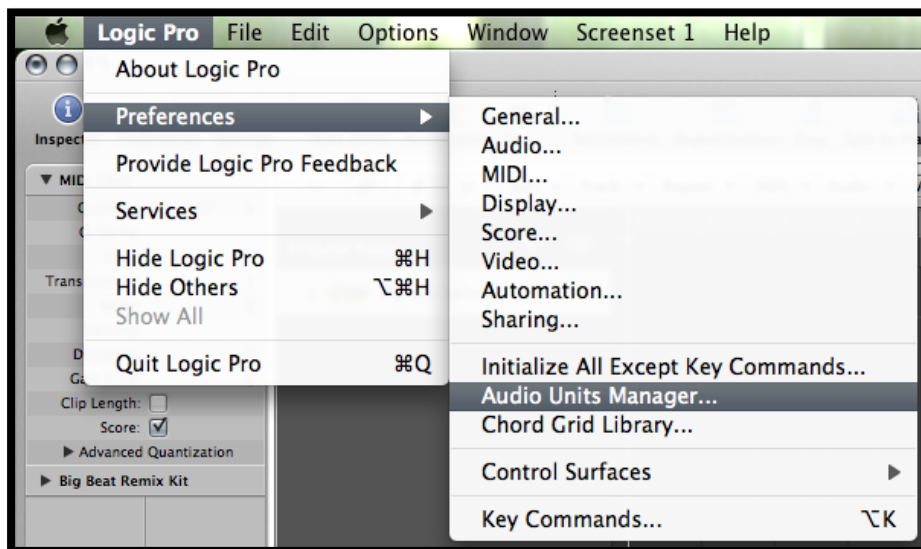 Logic Pro File Edit Options Window Screenset 1 Help
About Logic Pro
Preferences
Provide Logic Pro Feedback
Services
Hide Logic Pro ⌘H
Hide Others ⌥⌘H
Show All
Quit Logic Pro ⌘Q
General...
Audio...
MIDI...
Display...
Score...
Video...
Automation...
Sharing...
Initialize All Except Key Commands...
Audio Units Manager...
Chord Grid Library...
Control Surfaces
Key Commands... ⌥K
Clip Length:
Score:
Advanced Quantization
Big Beat Remix Kit